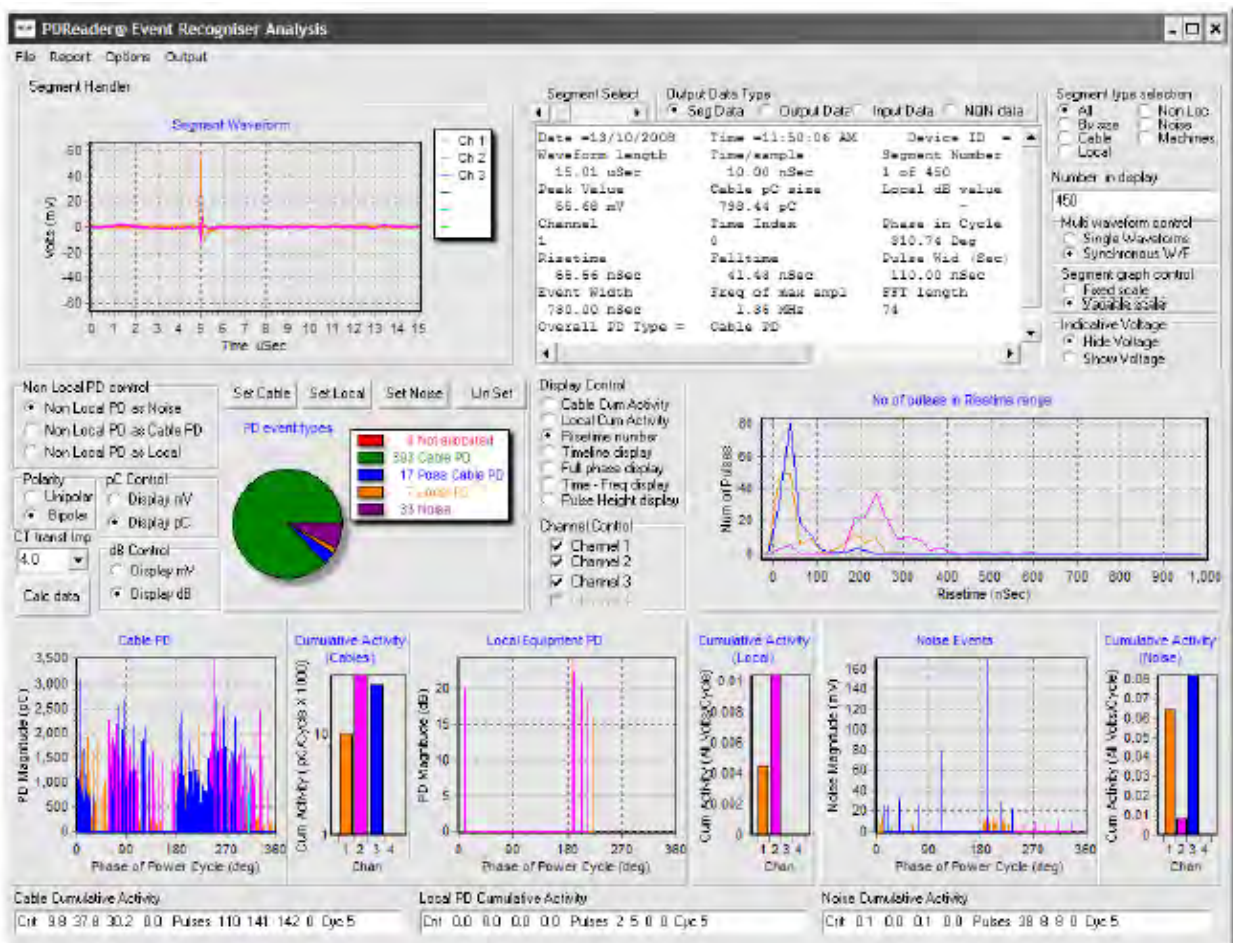 PDReader® Event Recogniser Analysis
File Report Options Output
Segment Handler
Segment Waveform
Volts (mV)
60
40
20
0
-20
-40
-60
0 1 2 3 4 5 6 7 8 9 10 11 12 13 14 15
Time uSec
Ch 1
Ch 2
Ch 3
Segment Select
Output Data Type
Seg Data Output Data Input Data NON data
Date =13/10/2008 Time =11:50:06 AM Device ID =
Waveform length Time/sample Segment Number
15.01 uSec 10.00 nSec 1 of 450
Peak Value Cable pC size Local dB value
mV 798.44 pC -
Channel Time Index Phase in Cycle
1 0 310.74 Deg
Risetime Falltime Pulse Wid (Sec)
nSec nSec 110.00 nSec
Event Width Freq of max ampl FFT length
780.00 nSec MHz 74
Overall PD Type = Cable PD
Segment type selection
All Non Loc
By size Noise
Cable Machines
Local
Number in display
450
Multi waveform control
Single Waveforms
Synchronous W/F
Segment graph control
Fixed scale
Variable scale
Indicative Voltage
Hide Voltage
Show Voltage
Non Local PD control
Non Local PD as Noise
Non Local PD as Cable PD
Non Local PD as Local
Polarity
Unipolar
Bipolar
pC Control
Display mV
Display pC
CT transf Imp
4.0
dB Control
Display mV
Display dB
Calc data
Set Cable Set Local Set Noise Un Set
PD event types
Not allocated
393 Cable PD
17 Poss Cable PD
Local PD
33 Noise
Display Control
Cable Cum Activity
Local Cum Activity
Risetime number
Timeline display
Full phase display
Time - Freq display
Pulse Height display
Channel Control
Channel 1
Channel 2
Channel 3
No of pulses in Risetime range
Num of Pulses
80
60
40
20
0
0 100 200 300 400 500 600 700 800 900 1,000
Risetime (nSec)
Cable PD
PD Magnitude (pC)
3,500
3,000
2,500
2,000
1,500
1,000
500
0
0 90 180 270 360
Phase of Power Cycle (deg)
Cumulative Activity
(Cables)
Cum Activity (pC/Cycle X 1000)
10
1
1 2 3 4
Chan
Local Equipment PD
PD Magnitude (dB)
20
15
10
5
0
0 90 180 270 360
Phase of Power Cycle (deg)
Cumulative Activity
(Local)
Cum Activity (All Volts/Cycle)
0.01
0.008
0.006
0.004
0.002
0
1 2 3 4
Chan
Noise Events
Noise Magnitude (mV)
160
140
120
100
80
60
40
20
0
0 90 180 270 360
Phase of Power Cycle (deg)
Cumulative Activity
(Noise)
Cum Activity (All Volts/Cycle)
0.08
0.07
0.06
0.05
0.04
0.03
0.02
0.01
0
1 2 3 4
Chan
Cable Cumulative Activity
Crit 9.8 37.8 30.2 0.0 Pulses 110 141 142 0 Cyc 5
Local PD Cumulative Activity
Crit 0.0 0.0 0.0 0.0 Pulses 2 5 0 0 Cyc 5
Noise Cumulative Activity
Crit 0.1 0.0 0.1 0.0 Pulses 8 8 0 Cyc 5